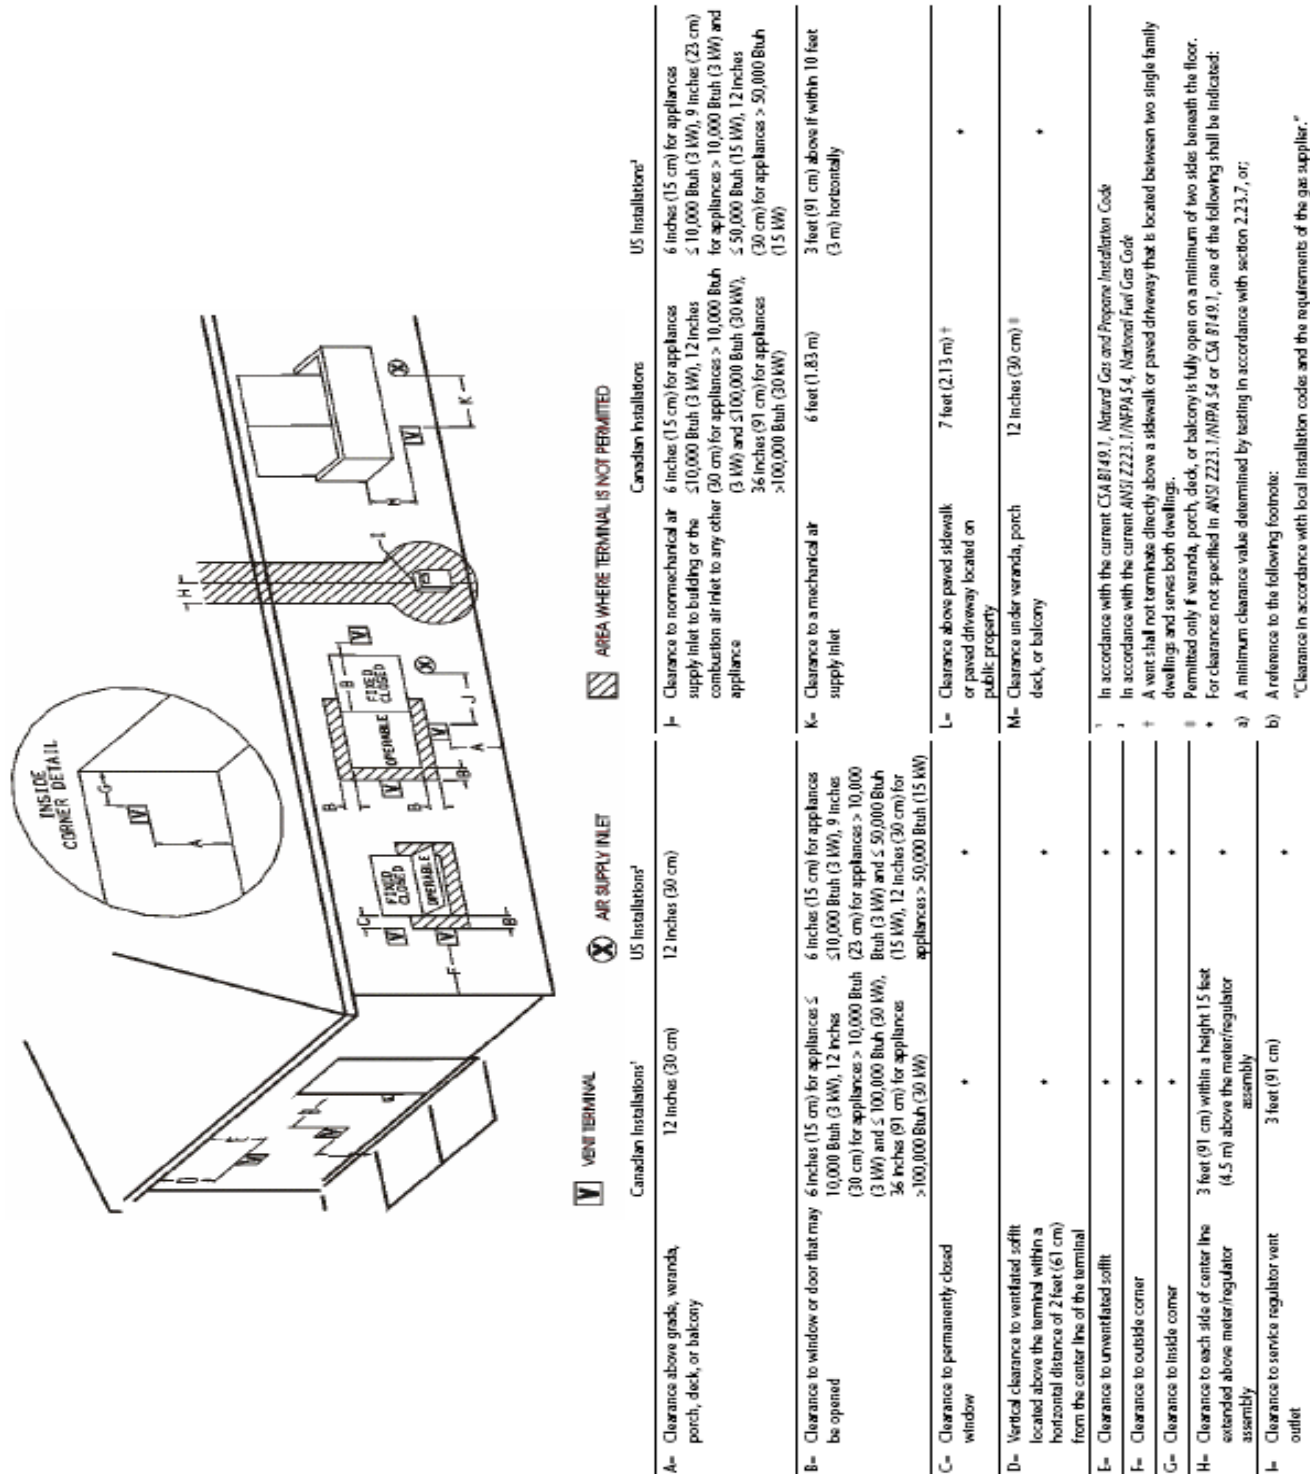 INSIDE
CORNER DETAIL
G
V
A
D
E
V
L
V
F
V
V
C
B
FIXED
CLOSED
OPERABLE
B
B
V
V
B
A
J
FIXED
CLOSED
OPERABLE
B
V
X
H
I
M
V
K
X
V VENT TERMINAL
X AIR SUPPLY INLET
AREA WHERE TERMINAL IS NOT PERMITTED
Canadian Installations¹
US Installations²
A= Clearance above grade, veranda,
porch, deck, or balcony
12 inches (30 cm)
12 inches (30 cm)
B= Clearance to window or door that may
be opened
6 inches (15 cm) for appliances ≤
10,000 Btuh (3 kW), 12 inches
(30 cm) for appliances > 10,000 Btuh
(3 kW) and ≤ 100,000 Btuh (30 kW),
36 inches (91 cm) for appliances
>100,000 Btuh (30 kW)
6 inches (15 cm) for appliances
≤10,000 Btuh (3 kW), 9 inches
(23 cm) for appliances > 10,000
Btuh (3 kW) and ≤ 50,000 Btuh
(15 kW), 12 inches (30 cm) for
appliances > 50,000 Btuh (15 kW)
C= Clearance to permanently closed
window
*
*
D= Vertical clearance to ventilated soffit
located above the terminal within a
horizontal distance of 2 feet (61 cm)
from the center line of the terminal
*
*
E= Clearance to unventilated soffit
*
*
F= Clearance to outside corner
*
*
G= Clearance to inside corner
*
*
H= Clearance to each side of center line
extended above meter/regulator
assembly
3 feet (91 cm) within a height 15 feet
(4.5 m) above the meter/regulator
assembly
*
I= Clearance to service regulator vent
outlet
3 feet (91 cm)
*
Canadian Installations
US Installations²
J= Clearance to nonmechanical air
supply inlet to building or the
combustion air inlet to any other
appliance
6 inches (15 cm) for appliances
≤10,000 Btuh (3 kW), 12 inches
(30 cm) for appliances > 10,000 Btuh
(3 kW) and ≤100,000 Btuh (30 kW),
36 inches (91 cm) for appliances
>100,000 Btuh (30 kW)
6 inches (15 cm) for appliances
≤ 10,000 Btuh (3 kW), 9 inches (23 cm)
for appliances > 10,000 Btuh (3 kW) and
≤ 50,000 Btuh (15 kW), 12 inches
(30 cm) for appliances > 50,000 Btuh
(15 kW)
K= Clearance to a mechanical air
supply inlet
6 feet (1.83 m)
3 feet (91 cm) above if within 10 feet
(3 m) horizontally
L= Clearance above paved sidewalk
or paved driveway located on
public property
7 feet (2.13 m) †
*
M= Clearance under veranda, porch
deck, or balcony
12 inches (30 cm) ‡
*
¹ In accordance with the current CSA B149.1, Natural Gas and Propane Installation Code
² In accordance with the current ANSI Z223.1/NFPA 54, National Fuel Gas Code
† A vent shall not terminate directly above a sidewalk or paved driveway that is located between two single family
dwellings and serves both dwellings.
‡ Permitted only if veranda, porch, deck, or balcony is fully open on a minimum of two sides beneath the floor.
* For clearances not specified in ANSI Z223.1/NFPA 54 or CSA B149.1, one of the following shall be indicated:
a) A minimum clearance value determined by testing in accordance with section 2.23.7, or;
b) A reference to the following footnote:
"Clearance in accordance with local installation codes and the requirements of the gas supplier."